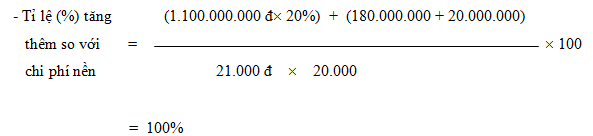 - Tỉ lệ (%) tăng (1.100.000.000 đ× 20%) + (180.000.000 + 20.000.000)
thêm so với = × 100
chi phí nền 21.000 đ × 20.000
= 100%